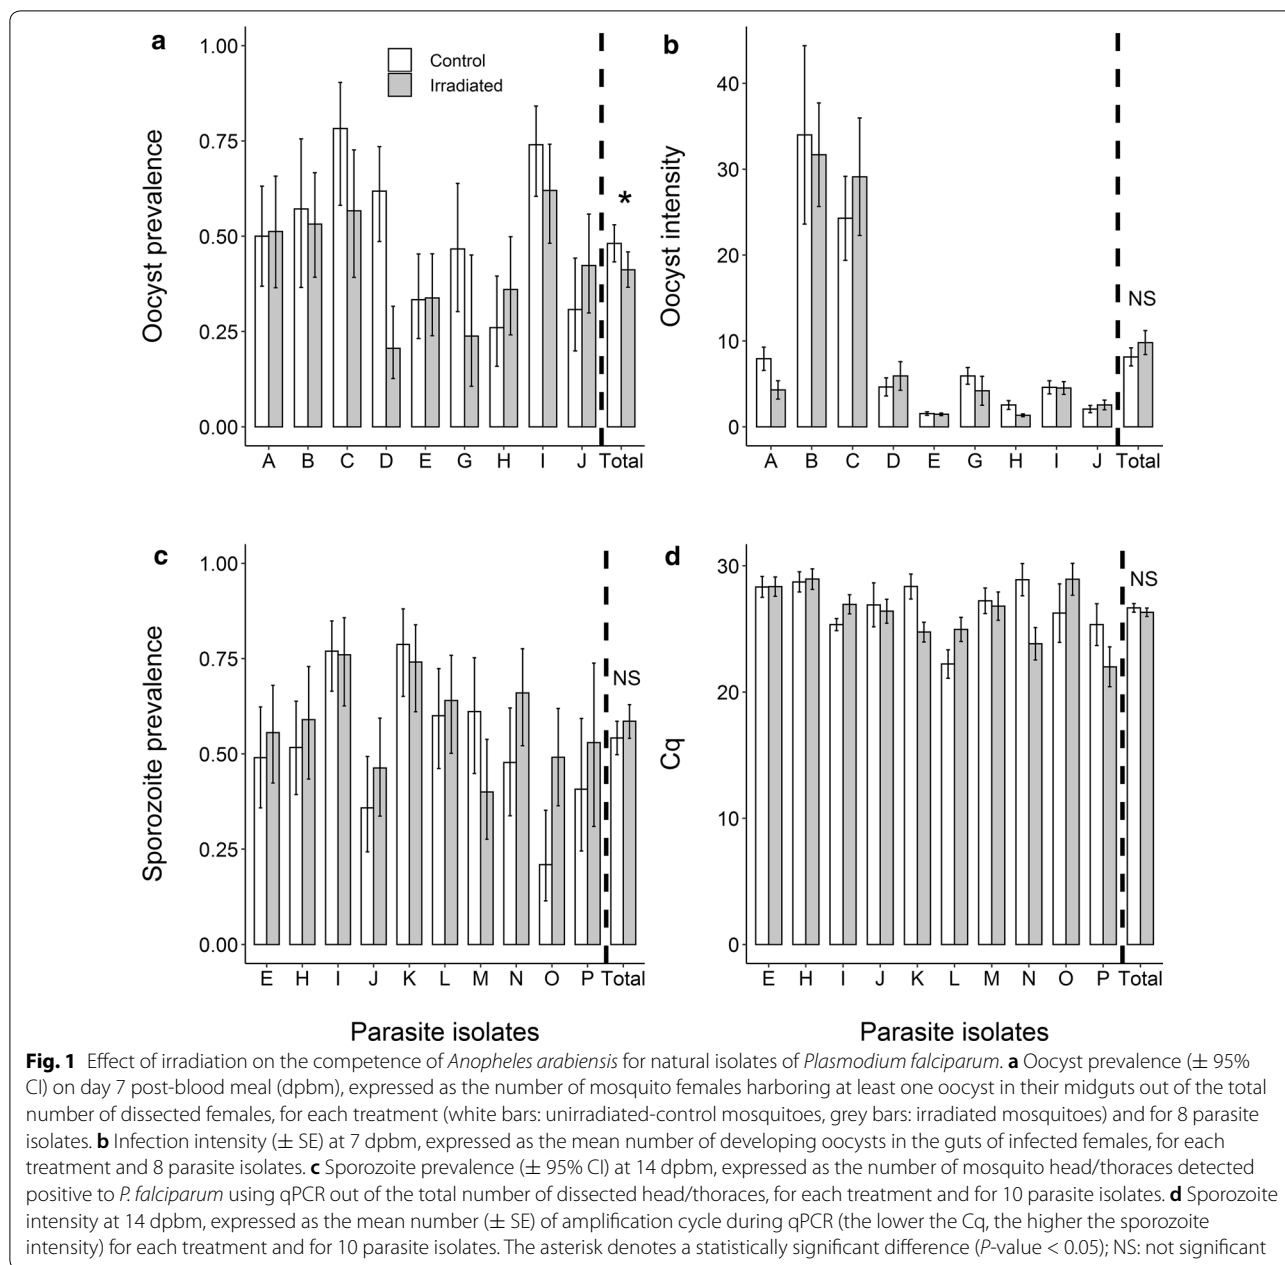 a
1.00
0.75
0.50
0.25
0.00
Oocyst prevalence
Control
Irradiated
*
A B C D E G H I J Total
b
40
30
20
10
0
Oocyst intensity
NS
A B C D E G H I J Total
c
1.00
0.75
0.50
0.25
0.00
Sporozoite prevalence
NS
E H I J K L M N O P Total
Parasite isolates
d
30
20
10
0
Cq
NS
E H I J K L M N O P Total
Parasite isolates
Fig. 1 Effect of irradiation on the competence of Anopheles arabiensis for natural isolates of Plasmodium falciparum. a Oocyst prevalence (± 95%
CI) on day 7 post-blood meal (dpbm), expressed as the number of mosquito females harboring at least one oocyst in their midguts out of the total
number of dissected females, for each treatment (white bars: unirradiated-control mosquitoes, grey bars: irradiated mosquitoes) and for 8 parasite
isolates. b Infection intensity (± SE) at 7 dpbm, expressed as the mean number of developing oocysts in the guts of infected females, for each
treatment and 8 parasite isolates. c Sporozoite prevalence (± 95% CI) at 14 dpbm, expressed as the number of mosquito head/thoraces detected
positive to P. falciparum using qPCR out of the total number of dissected head/thoraces, for each treatment and for 10 parasite isolates. d Sporozoite
intensity at 14 dpbm, expressed as the mean number (± SE) of amplification cycle during qPCR (the lower the Cq, the higher the sporozoite
intensity) for each treatment and for 10 parasite isolates. The asterisk denotes a statistically significant difference (P-value < 0.05); NS: not significant